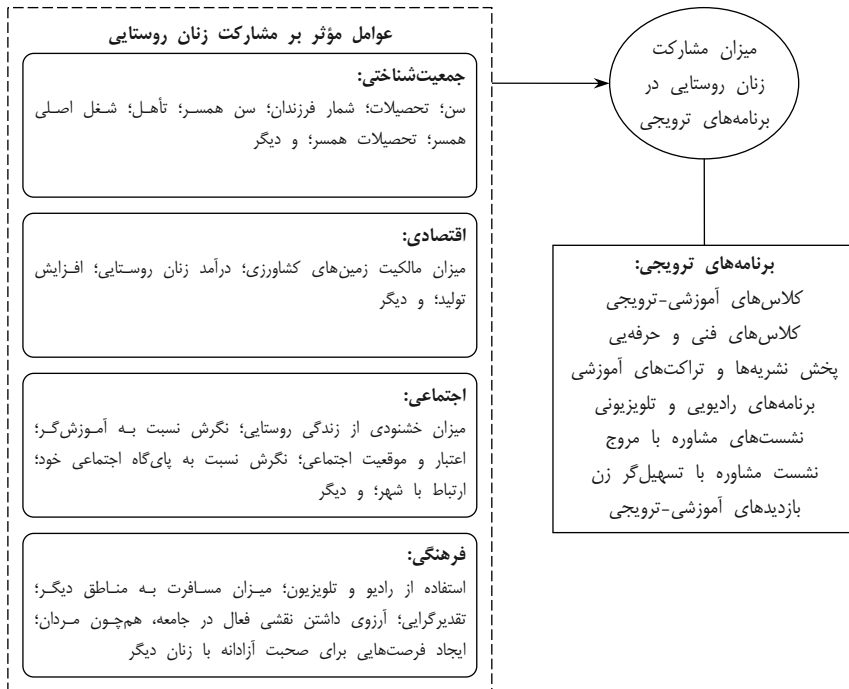 عوامل مؤثر بر مشارکت زنان روستایی
جمعیت‌شناختی:
سن؛ تحصیلات؛ شمار فرزندان؛ سن همسر؛ تأهل؛ شغل اصلی
همسر؛ تحصیلات همسر؛ و دیگر
اقتصادی:
میزان مالکیت زمین‌های کشاورزی؛ درآمد زنان روستایی؛ افزایش
تولید؛ و دیگر
اجتماعی:
میزان خشنودی از زندگی روستایی؛ نگرش نسبت به آموزش‌گر؛
اعتبار و موقعیت اجتماعی؛ نگرش نسبت به پای‌گاه اجتماعی خود؛
ارتباط با شهر؛ و دیگر
فرهنگی:
استفاده از رادیو و تلویزیون؛ میزان مسافرت به مناطق دیگر؛
تقدیرگرایی؛ آرزوی داشتن نقشی فعال در جامعه، هم‌چون مردان؛
ایجاد فرصت‌هایی برای صحبت آزادانه با زنان دیگر
میزان مشارکت
زنان روستایی در
برنامه‌های ترویجی
برنامه‌های ترویجی:
کلاس‌های آموزشی-ترویجی
کلاس‌های فنی و حرفه‌یی
پخش نشریه‌ها و تراکت‌های آموزشی
برنامه‌های رادیویی و تلویزیونی
نشست‌های مشاوره با مروج
نشست مشاوره با تسهیل‌گر زن
بازدیدهای آموزشی-ترویجی